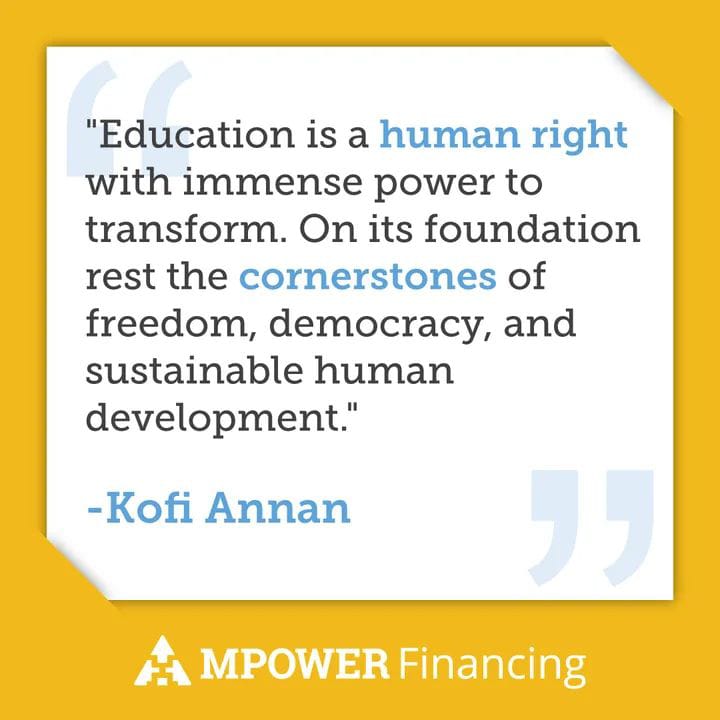 "Education is a human right
with immense power to
transform. On its foundation
rest the cornerstones of
freedom, democracy, and
sustainable human
development."
-Kofi Annan
MPOWER Financing